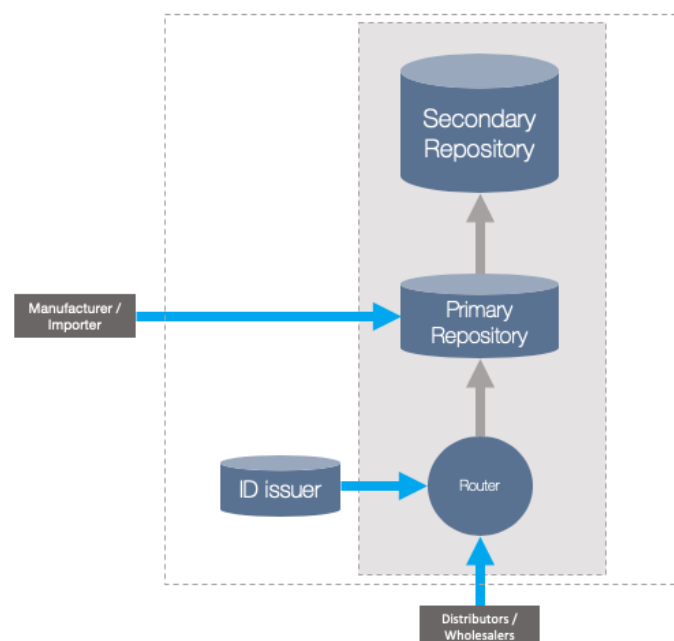 Secondary
Repository
Manufacturer /
Importer
Primary
Repository
ID issuer
Router
Distributors /
Wholesalers